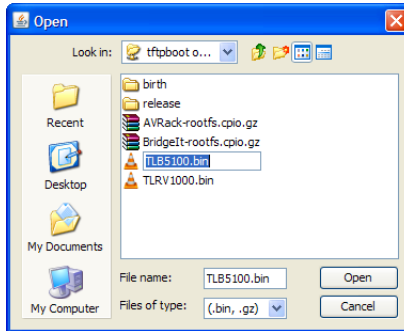 Open
Look in: tftpboot o...
birth
release
AVRack-rootfs.cpio.gz
BridgeIt-rootfs.cpio.gz
TLB5100.bin
TLRV1000.bin
Recent
Desktop
My Documents
My Computer
File name: TLB5100.bin Open
Files of type: (.bin, .gz) Cancel